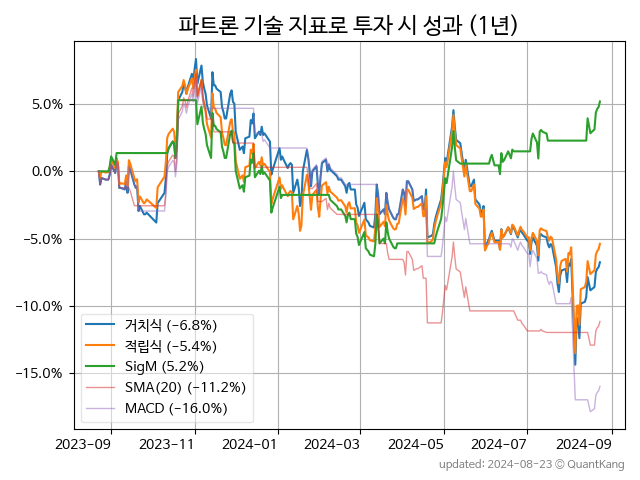 파트론 기술 지표로 투자 시 성과 (1년)
5.0%
0.0%
−5.0%
−10.0%
−15.0%
거치식 (−6.8%)
적립식 (−5.4%)
SigM (5.2%)
SMA(20) (−11.2%)
MACD (−16.0%)
2023-09 2023-11 2024-01 2024-03 2024-05 2024-07 2024-09
updated: 2024-08-23 © QuantKang